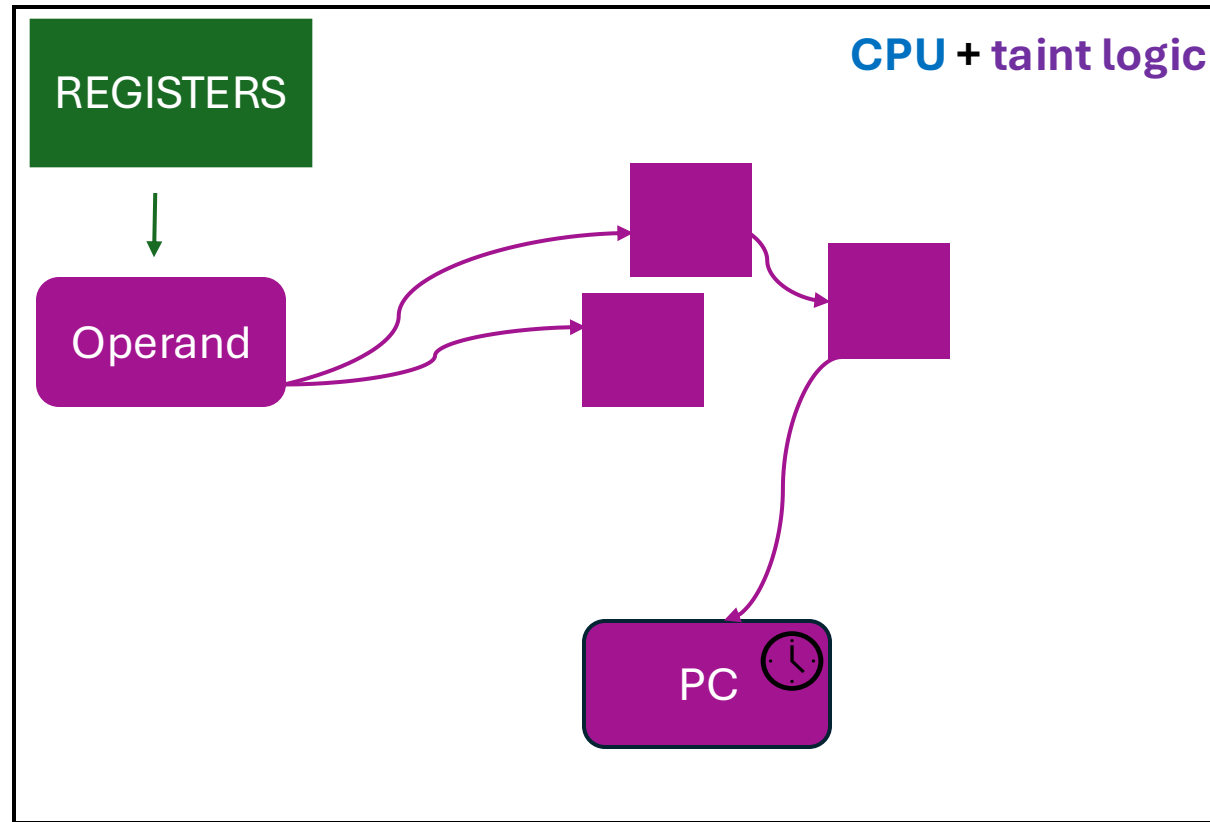 REGISTERS
CPU + taint logic
Operand
PC